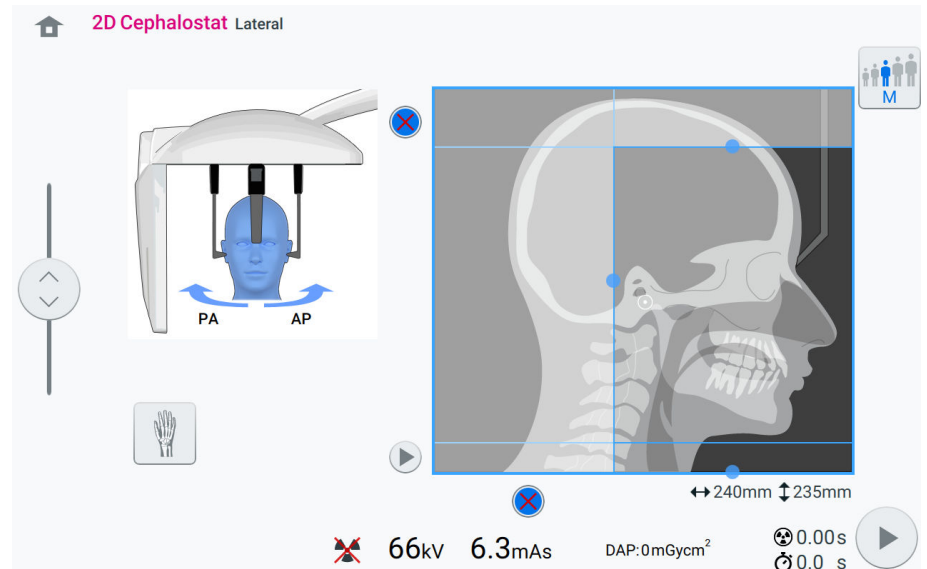 2D Cephalostat Lateral
M
PA AP
↔240mm ↕235mm
66kV 6.3mAs DAP:0mGycm² 0.00s
0.0 s